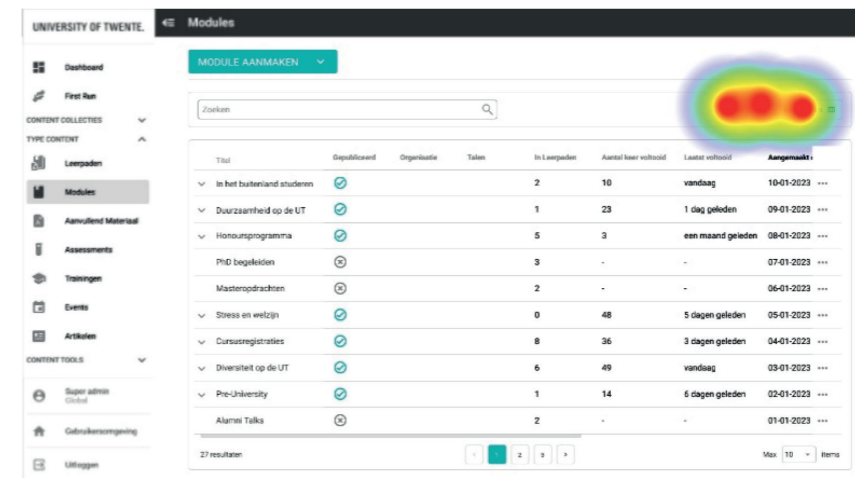 UNIVERSITY OF TWENTE.
Modules
Dashboard
First Run
CONTENT COLLECTIES
TYPE CONTENT
Leerpaden
Modules
Aanvullend Materiaal
Assessments
Trainingen
Events
Artikelen
CONTENT TOOLS
Super admin
Global
Gebruikersomgeving
Uitloggen
MODULE AANMAKEN
Zoeken
Titel Gepubliceerd Organisatie Talen In Leerpaden Aantal keer voltooid Laatst voltooid Aangemaakt
In het buitenland studeren 2 10 vandaag 10-01-2023
Duurzaamheid op de UT 1 23 1 dag geleden 09-01-2023
Honoursprogramma 5 3 een maand geleden 08-01-2023
PhD begeleiden 3 - - 07-01-2023
Masteropdrachten 2 - - 06-01-2023
Stress en welzijn 0 48 5 dagen geleden 05-01-2023
Cursusregistraties 8 36 3 dagen geleden 04-01-2023
Diversiteit op de UT 6 49 vandaag 03-01-2023
Pre-University 1 14 6 dagen geleden 02-01-2023
Alumni Talks 2 - - 01-01-2023
27 resultaten 1 2 3 Max 10 items